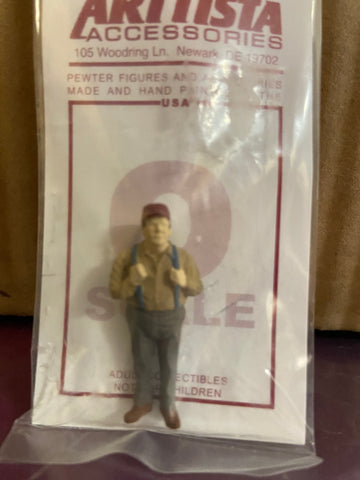 ARTTISTA
ACCESSORIES
105 Woodring Ln. Newark, DE 19702
PEWTER FIGURES AND
MADE AND HAND THE
USA
O
SCALE
ADULT COLLECTIBLES
NOT FOR CHILDREN